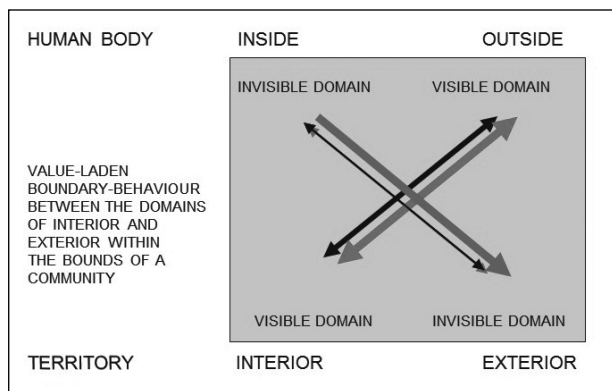 HUMAN BODY INSIDE OUTSIDE
INVISIBLE DOMAIN VISIBLE DOMAIN
VALUE-LADEN
BOUNDARY-BEHAVIOUR
BETWEEN THE DOMAINS
OF INTERIOR AND
EXTERIOR WITHIN
THE BOUNDS OF A
COMMUNITY
VISIBLE DOMAIN INVISIBLE DOMAIN
TERRITORY INTERIOR EXTERIOR